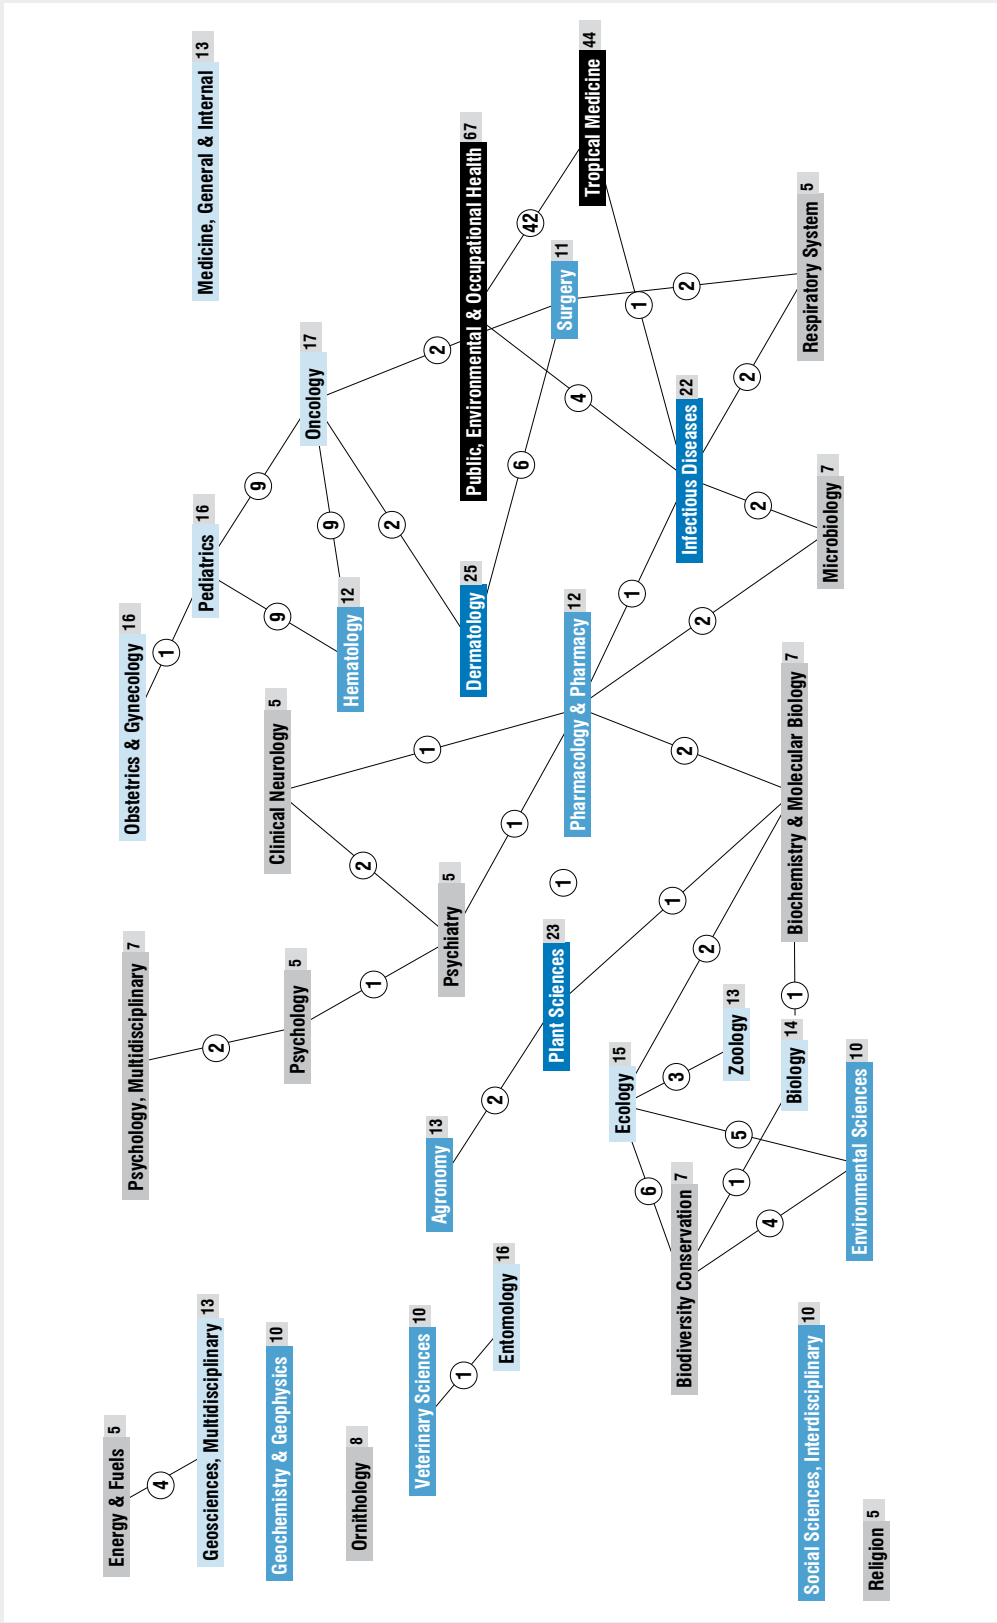 Energy & Fuels 5
4
Geosciences, Multidisciplinary 13
Geochemistry & Geophysics 10
Ornithology 8
Veterinary Sciences 10
1
Entomology 16
Social Sciences, Interdisciplinary 10
Religion 5
Psychology, Multidisciplinary 7
2
Psychology 5
1
Psychiatry 5
2
Clinical Neurology 5
1
1
Agronomy 13
2
Plant Sciences 23
1
1
Ecology 15
6
3
5
2
Zoology 13
Biodiversity Conservation 7
1
4
Biology 14
1
Environmental Sciences 10
Biochemistry & Molecular Biology 7
2
Pharmacology & Pharmacy 12
1
2
Obstetrics & Gynecology 16
1
Pediatrics 16
9
9
Hematology 12
9
Oncology 17
2
2
Dermatology 25
6
Medicine, General & Internal 13
Public, Environmental & Occupational Health 67
42
4
Surgery 11
2
Tropical Medicine 44
1
Infectious Diseases 22
2
2
Microbiology 7
Respiratory System 5